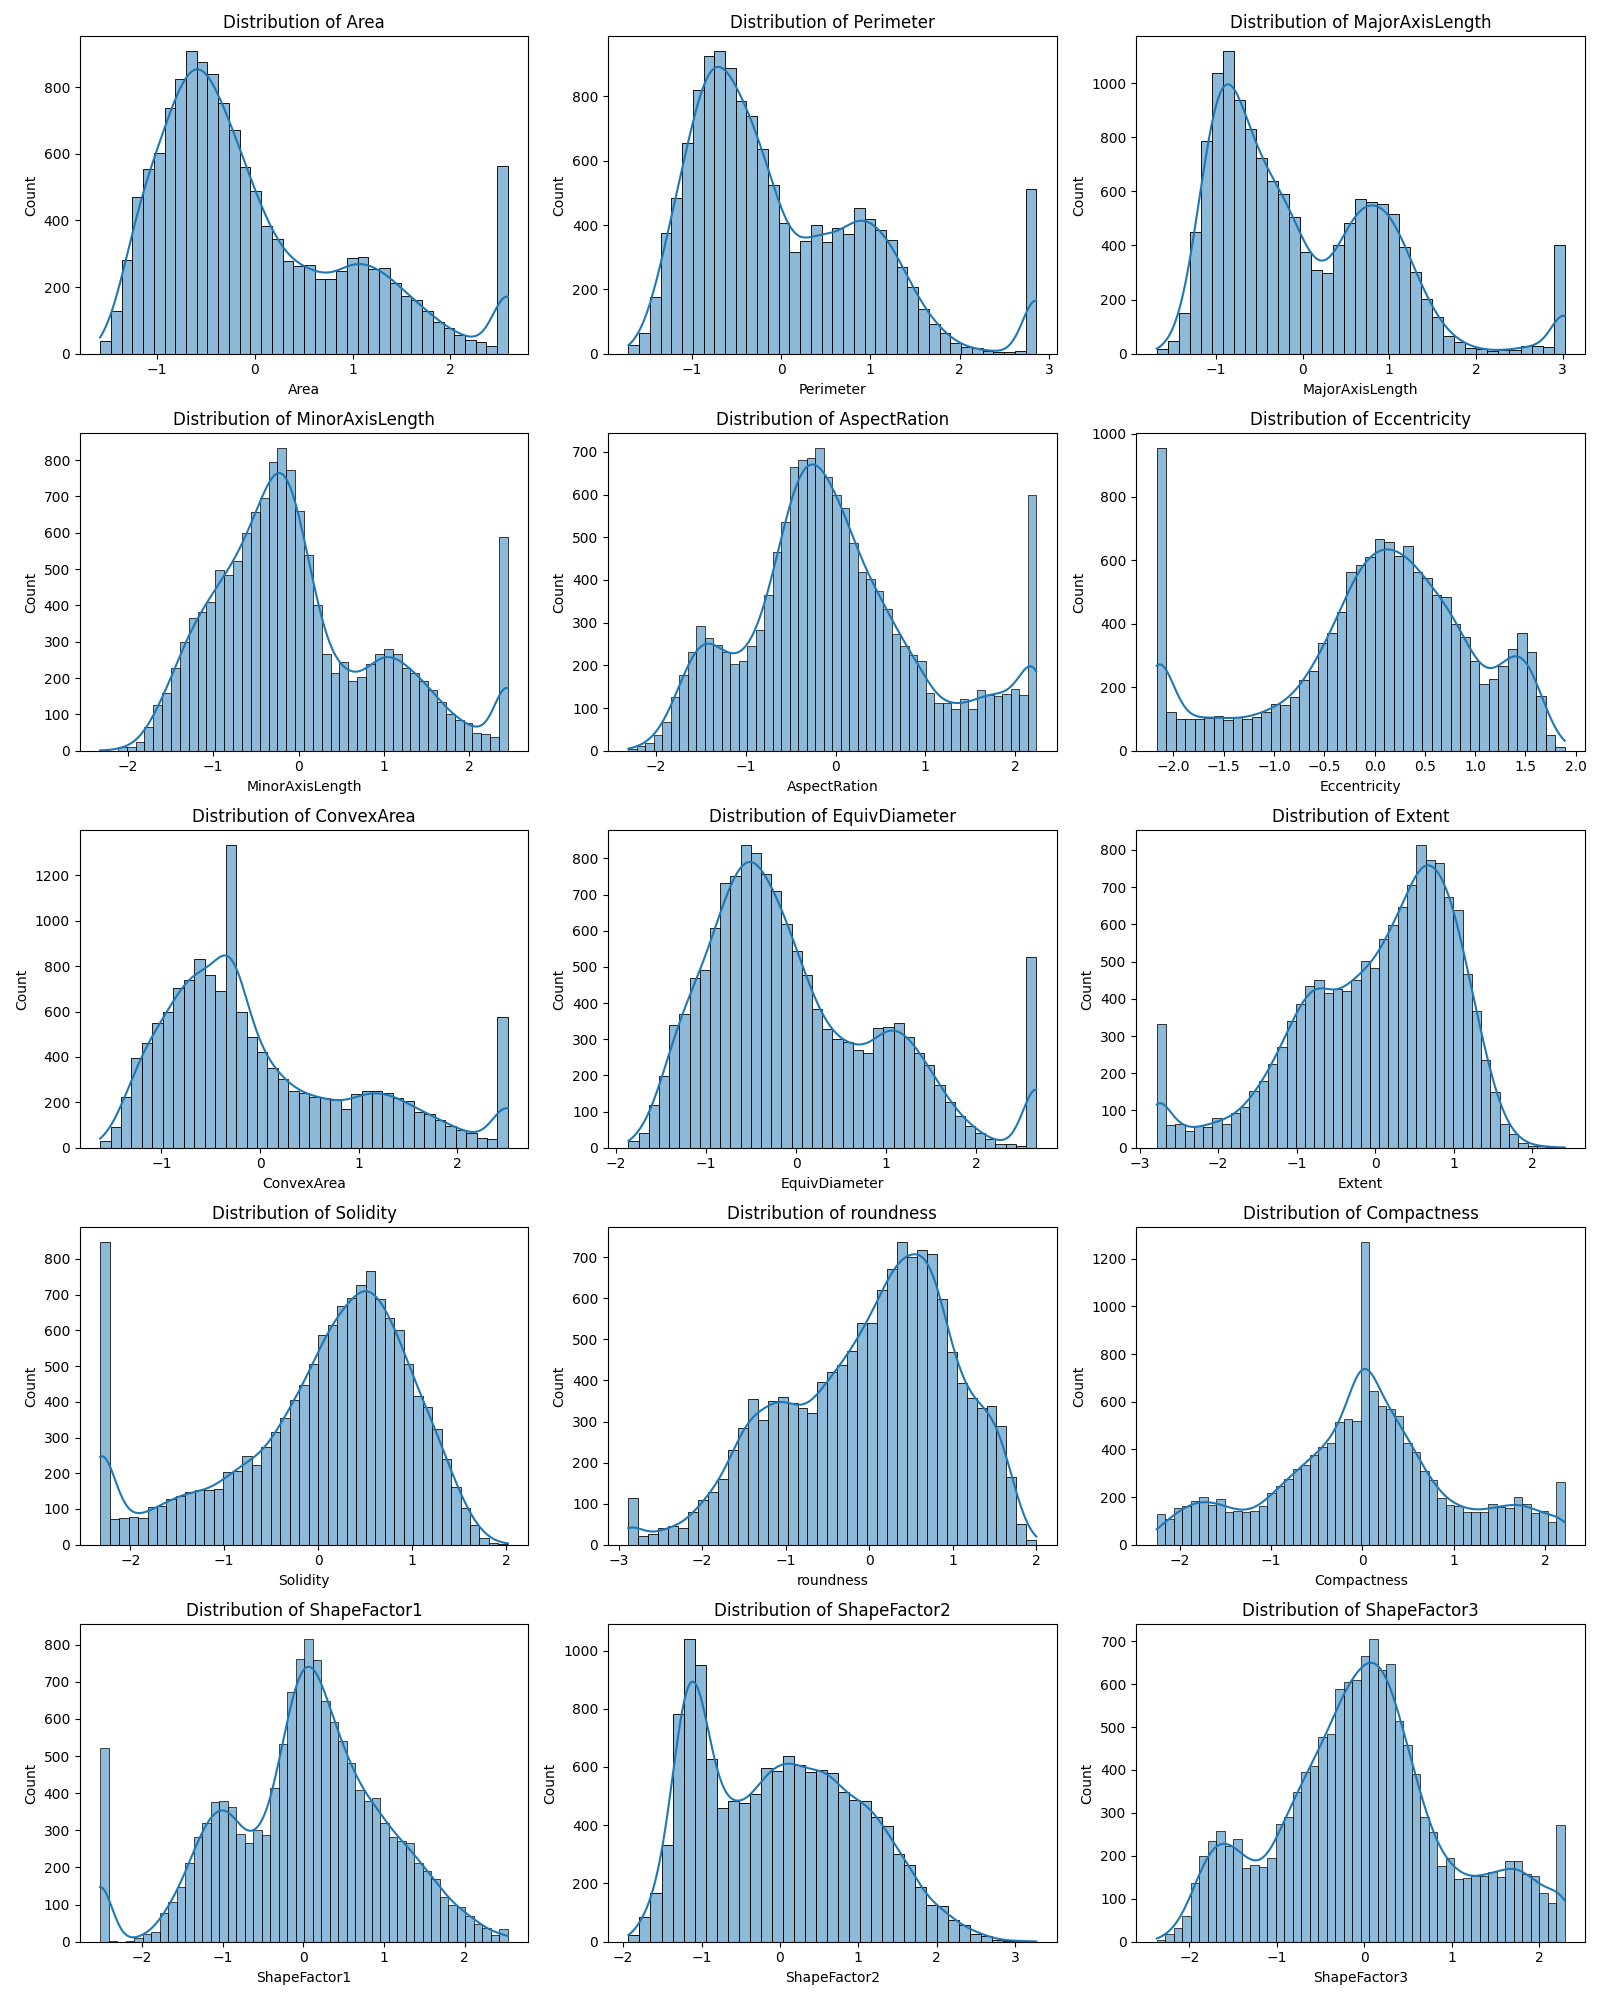 Distribution of Area Distribution of Perimeter Distribution of MajorAxisLength
Count
800
600
400
200
0
−1 0 1 2
Area
Count
800
600
400
200
0
−1 0 1 2 3
Perimeter
Count
1000
800
600
400
200
0
−1 0 1 2 3
MajorAxisLength
Distribution of MinorAxisLength Distribution of AspectRation Distribution of Eccentricity
Count
800
700
600
500
400
300
200
100
0
−2 −1 0 1 2
MinorAxisLength
Count
700
600
500
400
300
200
100
0
−2 −1 0 1 2
AspectRation
Count
1000
800
600
400
200
0
−2.0 −1.5 −1.0 −0.5 0.0 0.5 1.0 1.5 2.0
Eccentricity
Distribution of ConvexArea Distribution of EquivDiameter Distribution of Extent
Count
1200
1000
800
600
400
200
0
−1 0 1 2
ConvexArea
Count
800
700
600
500
400
300
200
100
0
−2 −1 0 1 2
EquivDiameter
Count
800
700
600
500
400
300
200
100
0
−3 −2 −1 0 1 2
Extent
Distribution of Solidity Distribution of roundness Distribution of Compactness
Count
800
700
600
500
400
300
200
100
0
−2 −1 0 1 2
Solidity
Count
700
600
500
400
300
200
100
0
−3 −2 −1 0 1 2
roundness
Count
1200
1000
800
600
400
200
0
−2 −1 0 1 2
Compactness
Distribution of ShapeFactor1 Distribution of ShapeFactor2 Distribution of ShapeFactor3
Count
800
700
600
500
400
300
200
100
0
−2 −1 0 1 2
ShapeFactor1
Count
1000
800
600
400
200
0
−2 −1 0 1 2 3
ShapeFactor2
Count
700
600
500
400
300
200
100
0
−2 −1 0 1 2
ShapeFactor3